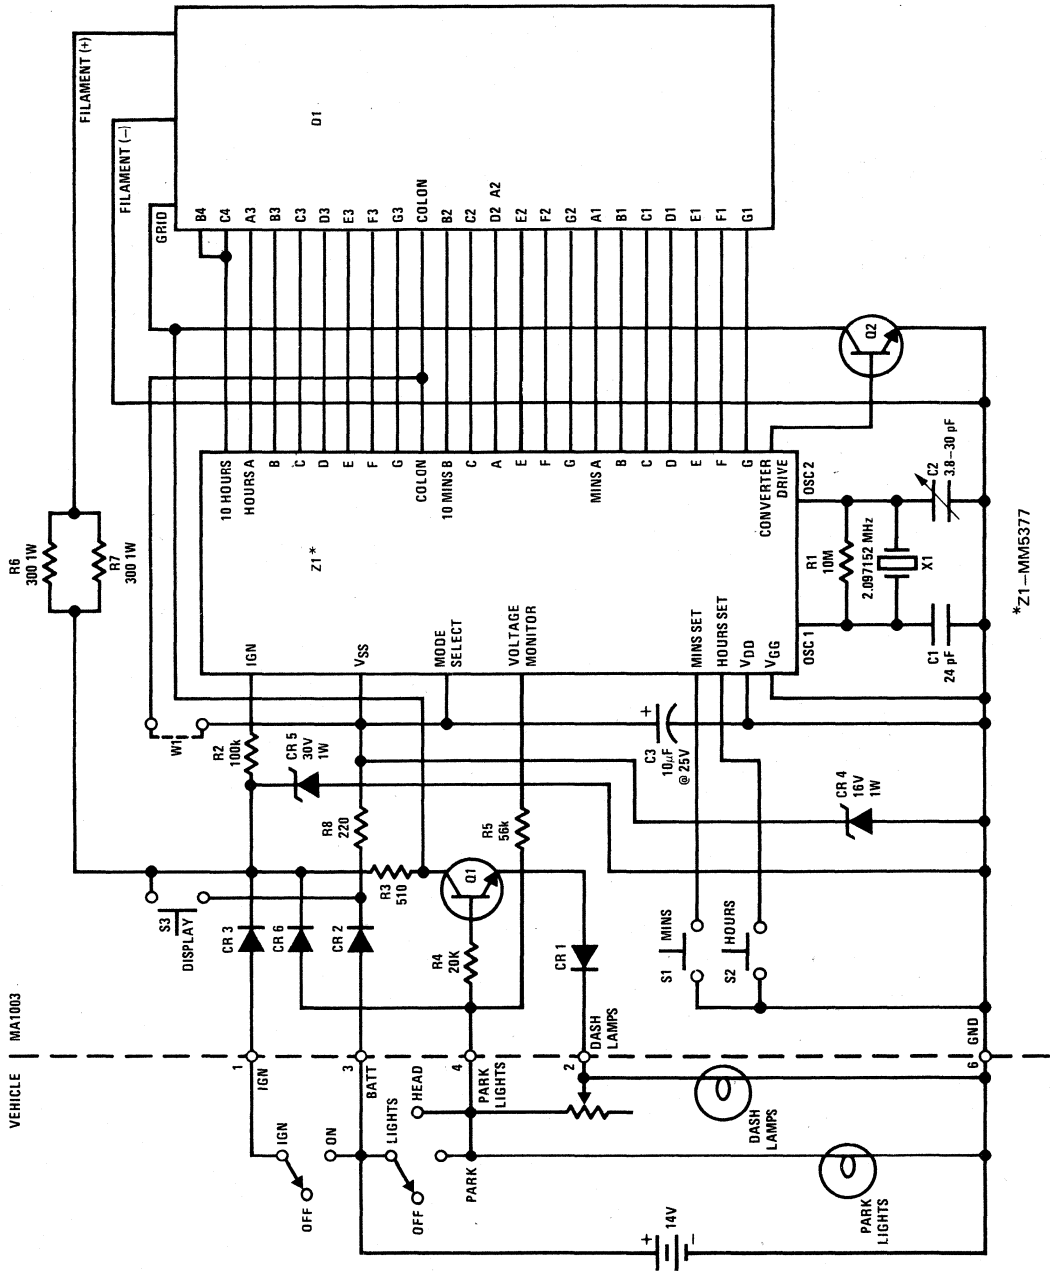 FILAMENT (+)
FILAMENT (–)
GRID
D1
B4
C4
A3
B3
C3
D3
E3
F3
G3
COLON
B2
C2
D2 A2
E2
F2
G2
A1
B1
C1
D1
E1
F1
G1
Q2
R6
300 1W
R7
300 1W
10 HOURS
HOURS A
B
C
D
E
F
G
COLON
10 MINS B
C
A
E
F
G
MINS A
B
C
D
E
F
G
CONVERTER
DRIVE
Z1*
IGN
VSS
MODE
SELECT
VOLTAGE
MONITOR
MINS SET
HOURS SET
VDD
VGG
OSC 2
OSC 1
R1
10M
2.097152 MHz
X1
C2
3.8–30 pF
C1
24 pF
*Z1–MM5377
W1
R2
100k
CR 5
30V
1W
R8
220
R3
510
R5
56k
C3
10µF
@ 25V
CR 4
16V
1W
S3
DISPLAY
CR 3
CR 6
CR 2
Q1
R4
20K
CR 1
S1
MINS
S2
HOURS
MA1003
VEHICLE
1
IGN
3
BATT
4
PARK
LIGHTS
2
DASH
LAMPS
6
GND
IGN
OFF
ON
LIGHTS
OFF
HEAD
PARK
DASH
LAMPS
PARK
LIGHTS
14V
+
–
+